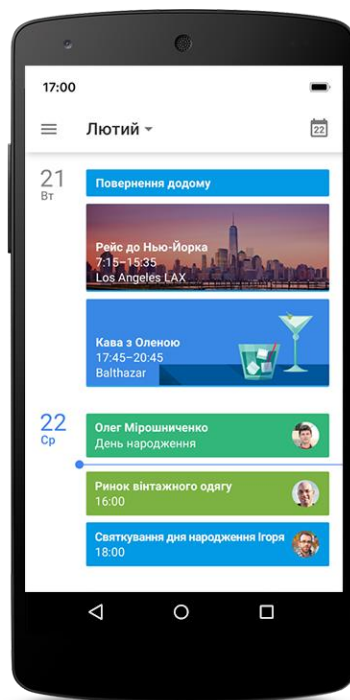 17:00
Лютий
22
21
Вт
Повернення додому
Рейс до Нью-Йорка
7:15–15:35
Los Angeles LAX
Кава з Оленою
17:45–20:45
Balthazar
22
Ср
Олег Мірошниченко
День народження
Ринок вінтажного одягу
16:00
Святкування дня народження Ігоря
18:00